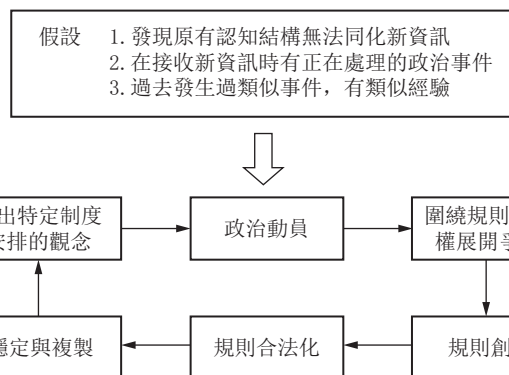 假設 1. 發現原有認知結構無法同化新資訊
2. 在接收新資訊時有正在處理的政治事件
3. 過去發生過類似事件，有類似經驗
出特定制度
安排的觀念
政治動員
圍繞規則
權展開爭
穩定與複製
規則合法化
規則創